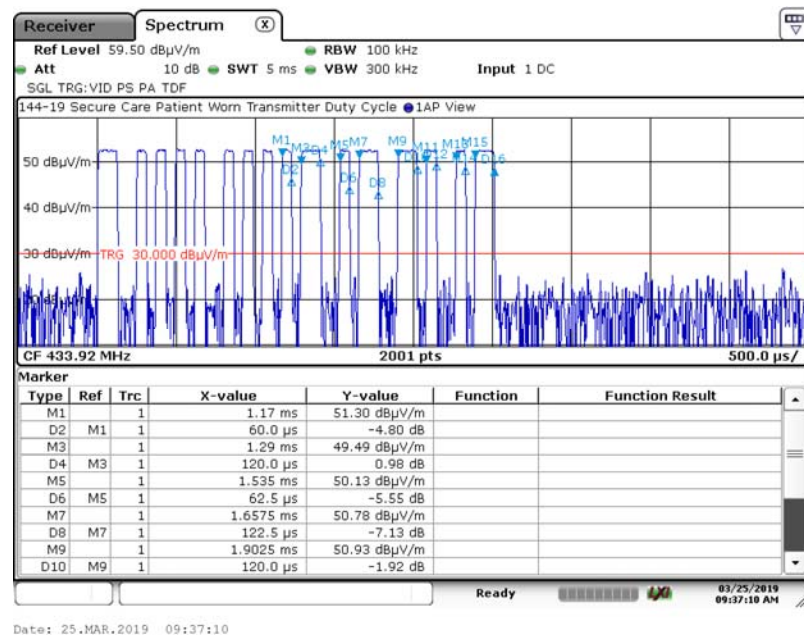 Receiver Spectrum X
Ref Level 59.50 dBµV/m RBW 100 kHz
Att 10 dB SWT 5 ms VBW 300 kHz Input 1 DC
SGL TRG:VID PS PA TDF
144-19 Secure Care Patient Worn Transmitter Duty Cycle 1AP View
M1 D4 M5 M7 M9 M11 M15
D2 D6 D8 D16
50 dBµV/m
40 dBµV/m
30 dBµV/m TRG 30.000 dBµV/m
CF 433.92 MHz 2001 pts 500.0 µs/
Marker
Type Ref Trc X-value Y-value Function Function Result
M1 1 1.17 ms 51.30 dBµV/m
D2 M1 1 60.0 µs -4.80 dB
M3 1 1.29 ms 49.49 dBµV/m
D4 M3 1 120.0 µs 0.98 dB
M5 1 1.535 ms 50.13 dBµV/m
D6 M5 1 62.5 µs -5.55 dB
M7 1 1.6575 ms 50.78 dBµV/m
D8 M7 1 122.5 µs -7.13 dB
M9 1 1.9025 ms 50.93 dBµV/m
D10 M9 1 120.0 µs -1.92 dB
Ready LXI 03/25/2019
09:37:10 AM
Date: 25.MAR.2019 09:37:10